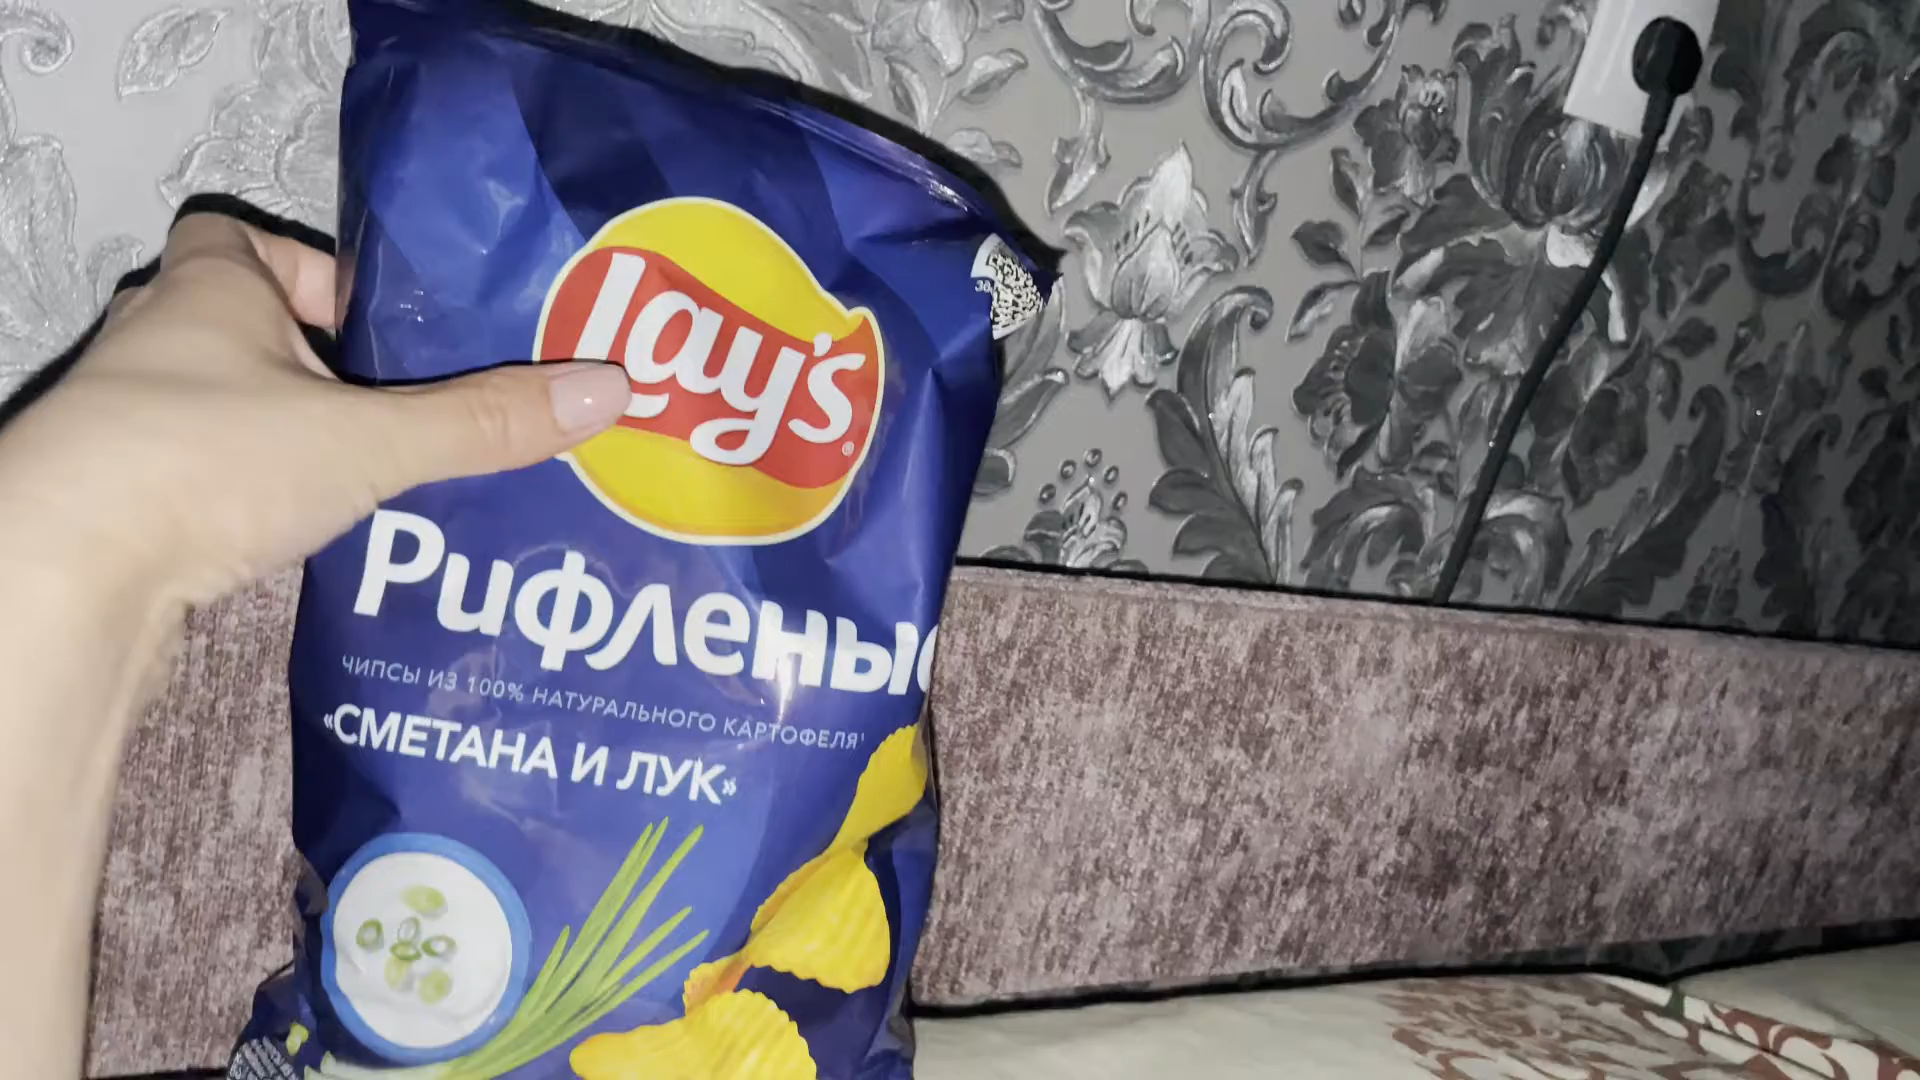 Lay's
Рифленые
ЧИПСЫ ИЗ 100% НАТУРАЛЬНОГО КАРТОФЕЛЯ
«СМЕТАНА И ЛУК»